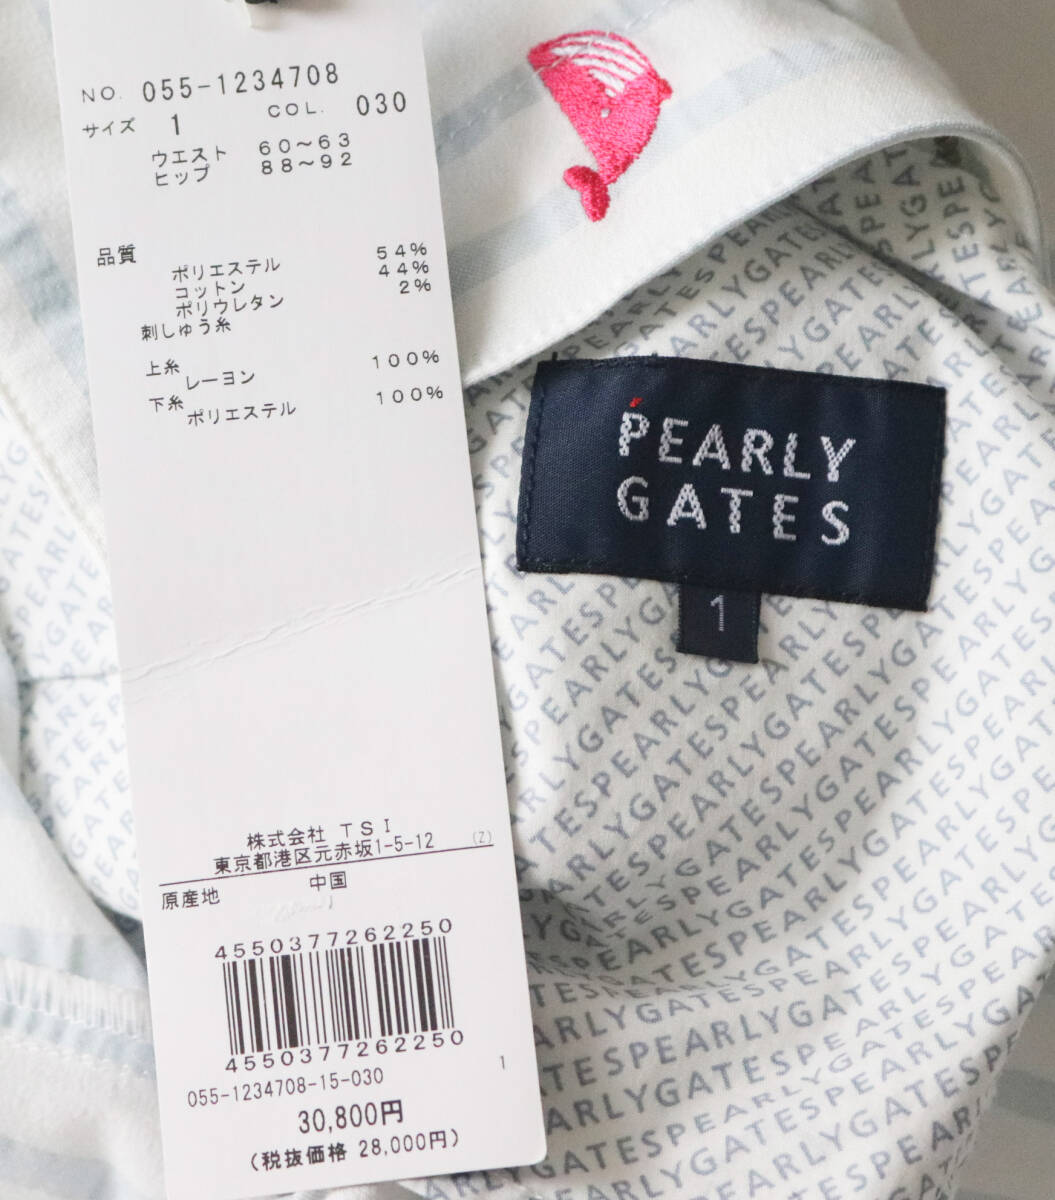 NO. 055-1234708
サイズ 1 COL. 030
ウエスト 60～63
ヒップ 88～92
品質
ポリエステル 54%
コットン 44%
ポリウレタン 2%
刺しゅう糸
上糸
レーヨン 100%
下糸
ポリエステル 100%
株式会社 TSI
東京都港区元赤坂1-5-12 (Z)
原産地 中国
4550377262250
4550377262250
055-1234708-15-030 1
30,800円
(税抜価格 28,000円)
PEARLY
GATES
1